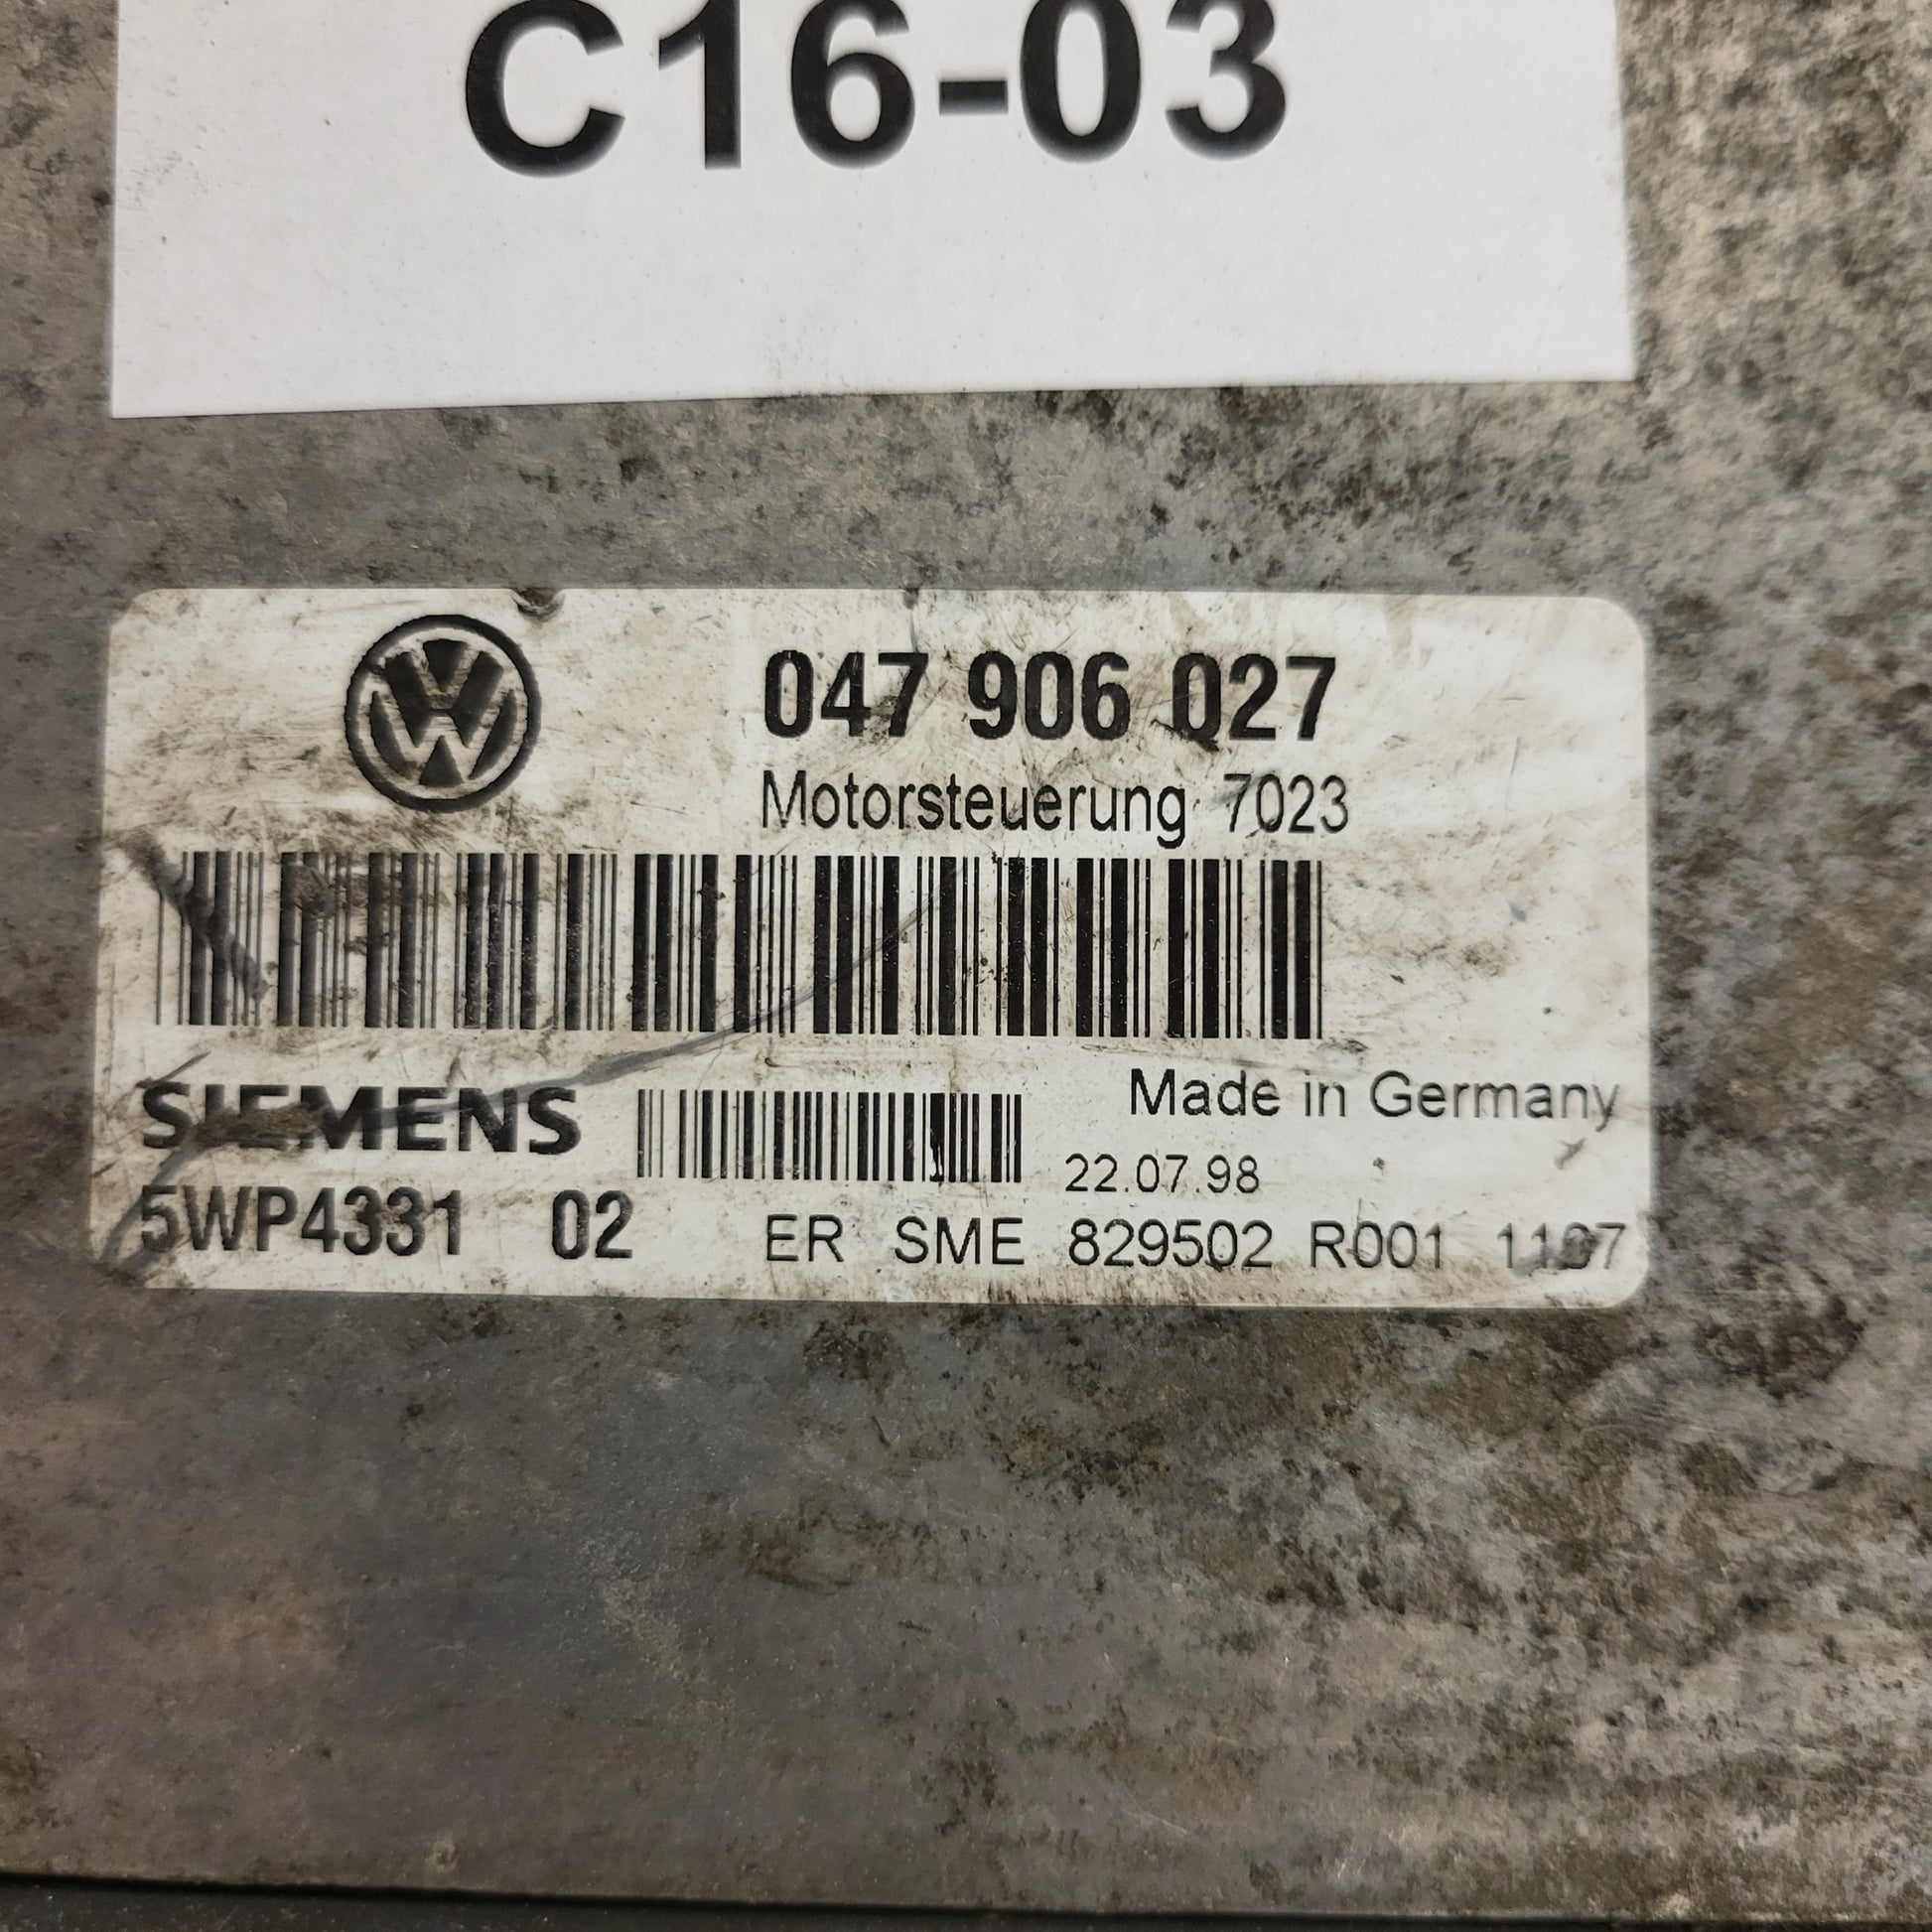 C16-03
047 906 027
Motorsteuerung 7023
SIEMENS
Made in Germany
22.07.98
5WP4331 02 ER SME 829502 R001 1107